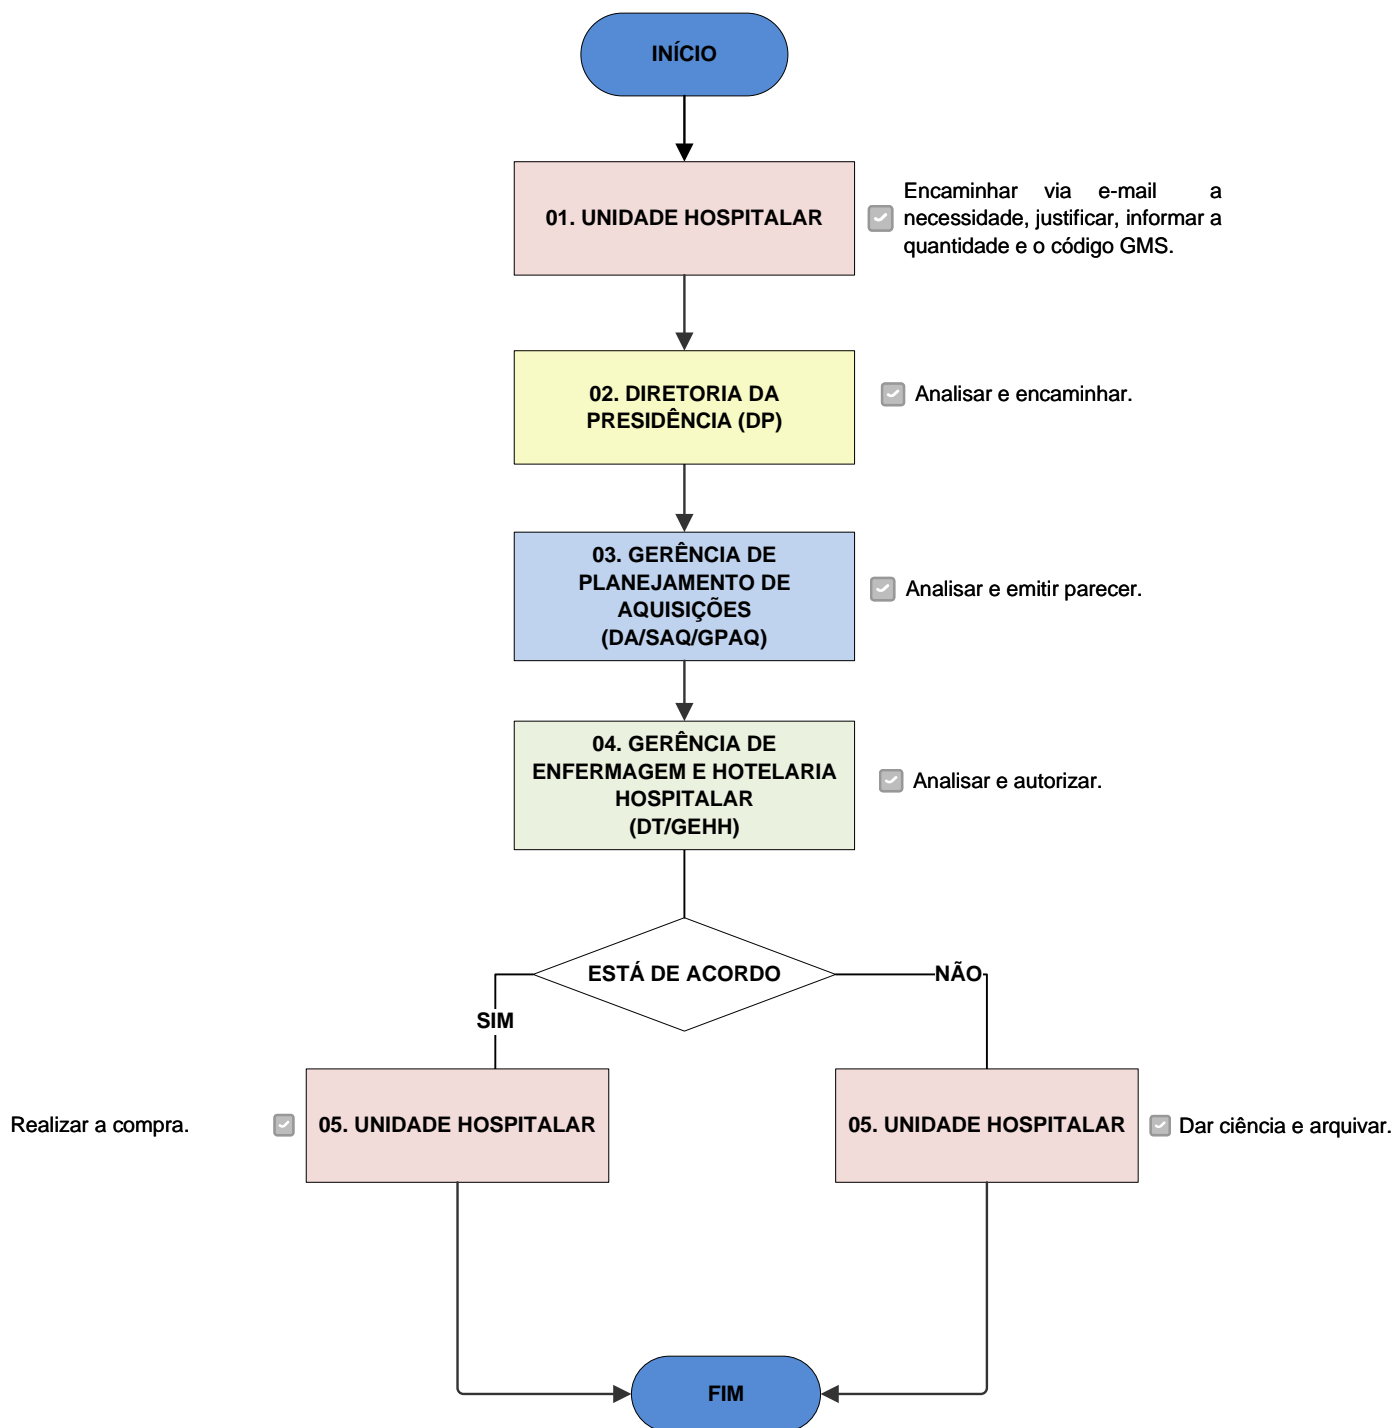 INÍCIO
01. UNIDADE HOSPITALAR
Encaminhar via e-mail a
necessidade, justificar, informar a
quantidade e o código GMS.
02. DIRETORIA DA
PRESIDÊNCIA (DP)
Analisar e encaminhar.
03. GERÊNCIA DE
PLANEJAMENTO DE
AQUISIÇÕES
(DA/SAQ/GPAQ)
Analisar e emitir parecer.
04. GERÊNCIA DE
ENFERMAGEM E HOTELARIA
HOSPITALAR
(DT/GEHH)
Analisar e autorizar.
ESTÁ DE ACORDO
NÃO
SIM
Realizar a compra.
05. UNIDADE HOSPITALAR
05. UNIDADE HOSPITALAR
Dar ciência e arquivar.
FIM